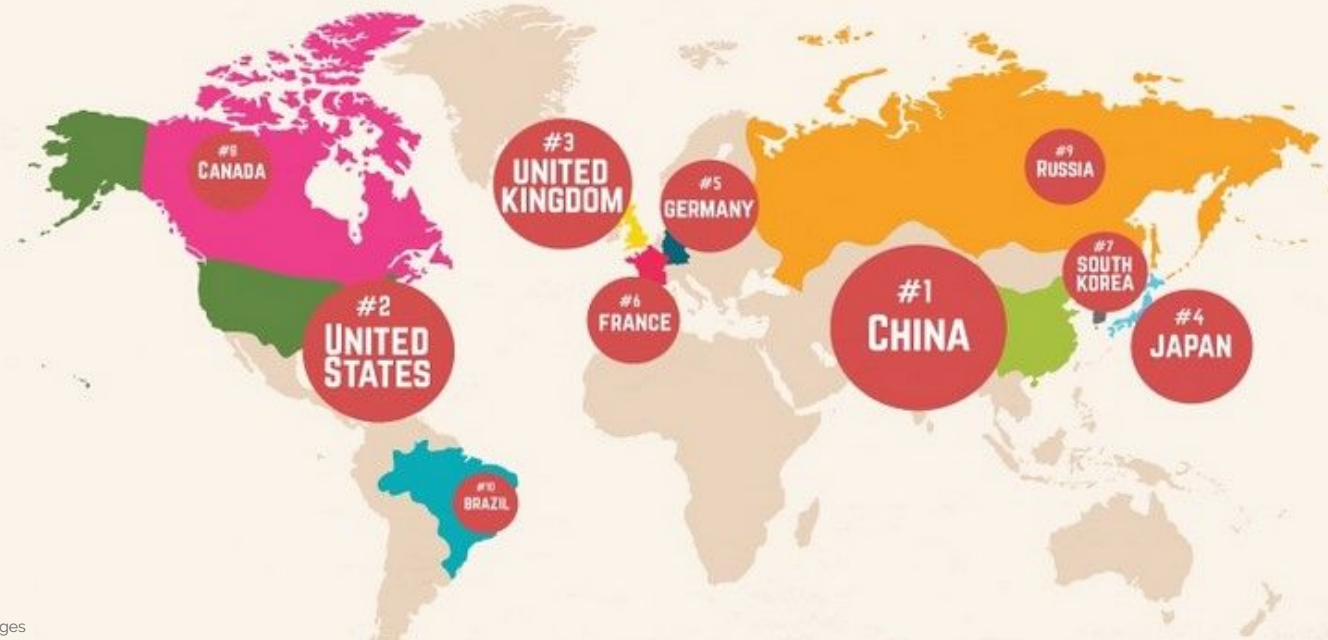 #8
CANADA
#3
UNITED
KINGDOM
#5
GERMANY
#9
RUSSIA
#7
SOUTH
KOREA
#2
UNITED
STATES
#6
FRANCE
#1
CHINA
#4
JAPAN
#10
BRAZIL
ges